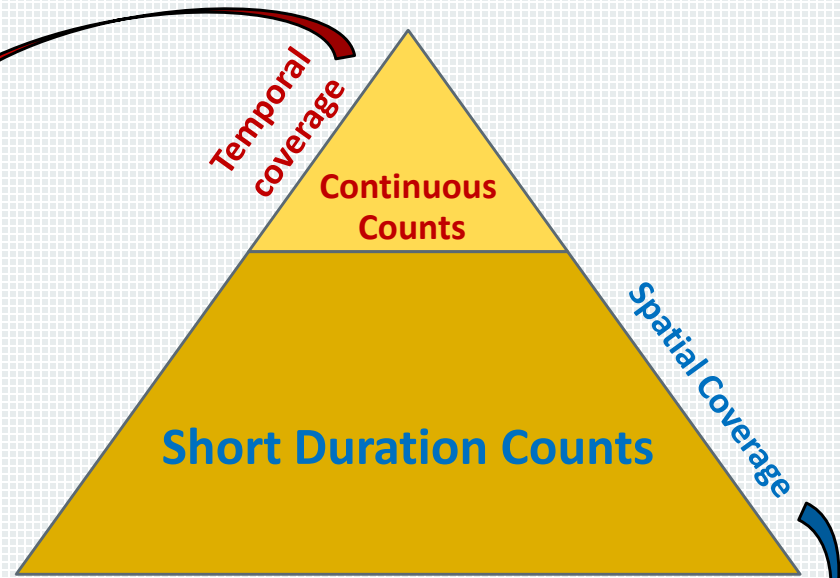 Temporal
coverage
Continuous
Counts
Spatial Coverage
Short Duration Counts